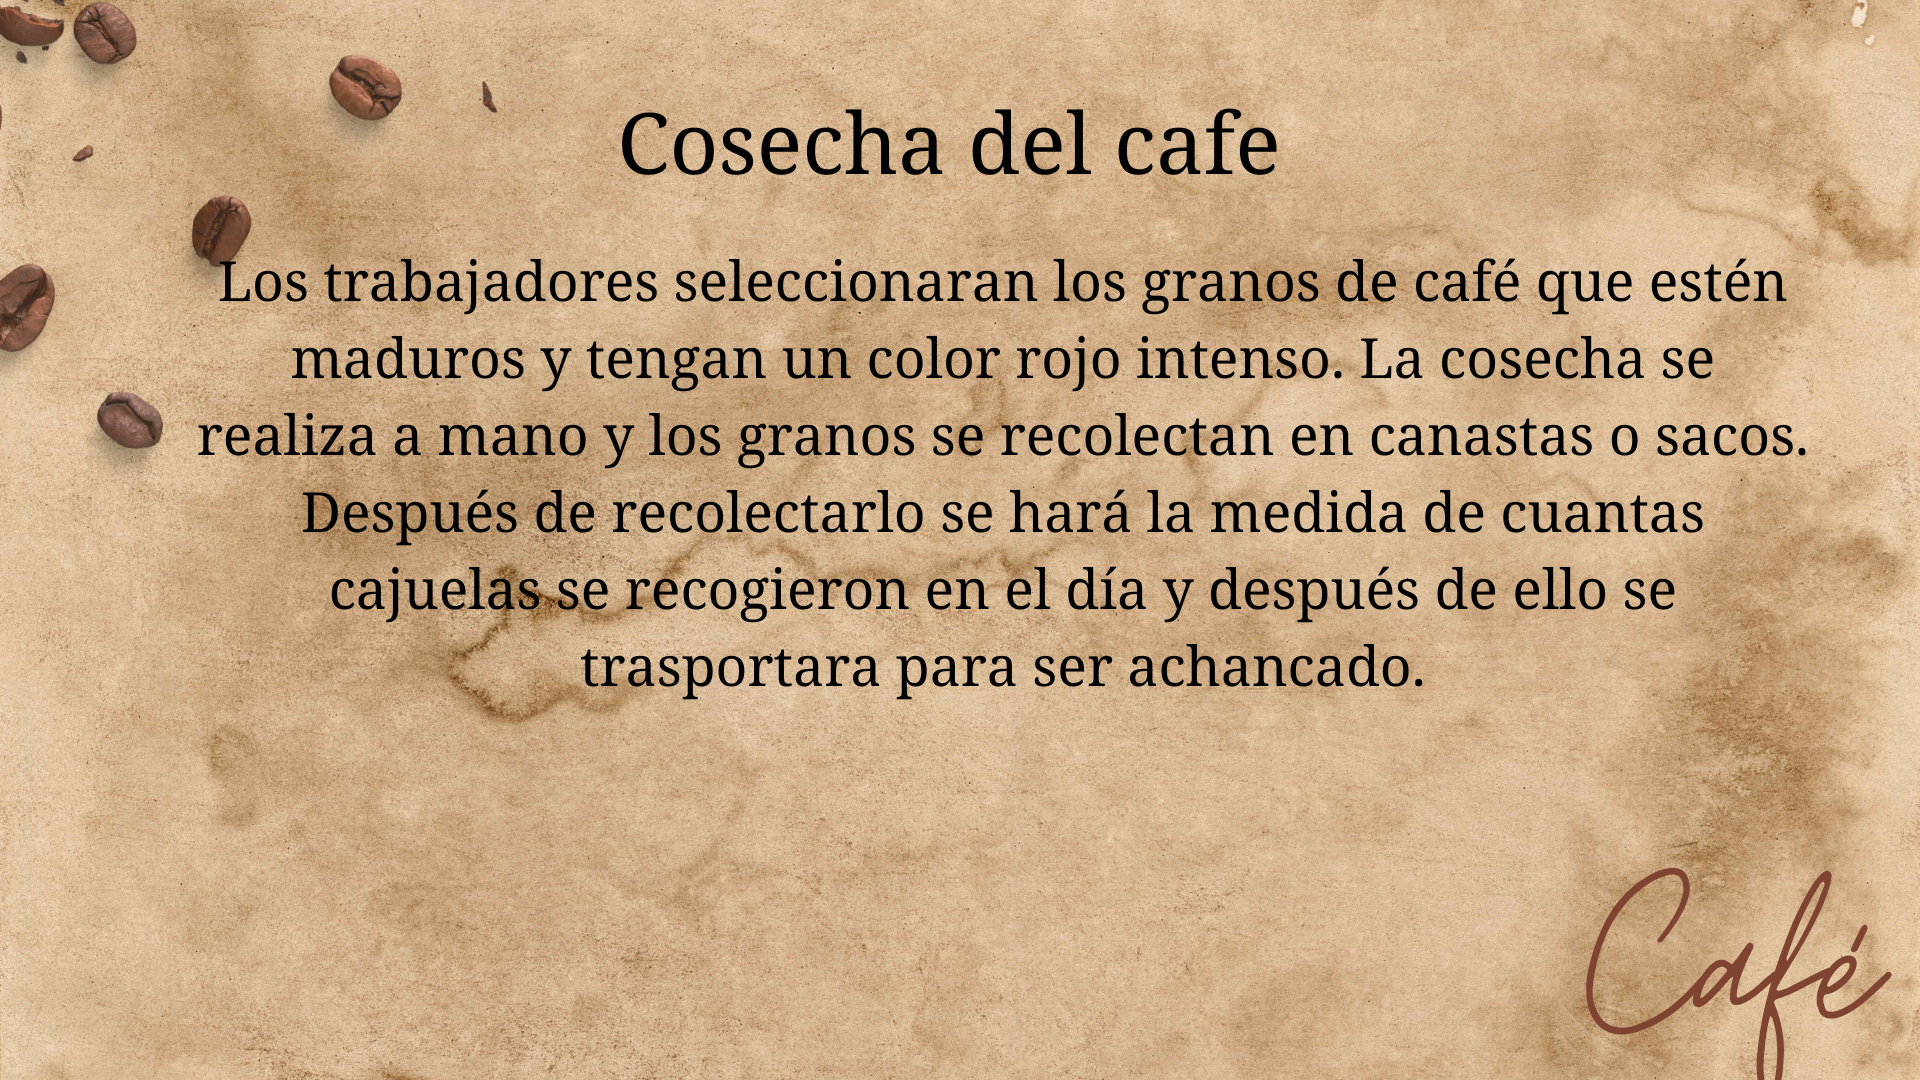 Cosecha del cafe
Los trabajadores seleccionaran los granos de café que estén
maduros y tengan un color rojo intenso. La cosecha se
realiza a mano y los granos se recolectan en canastas o sacos.
Después de recolectarlo se hará la medida de cuantas
cajuelas se recogieron en el día y después de ello se
trasportara para ser achancado.
Café